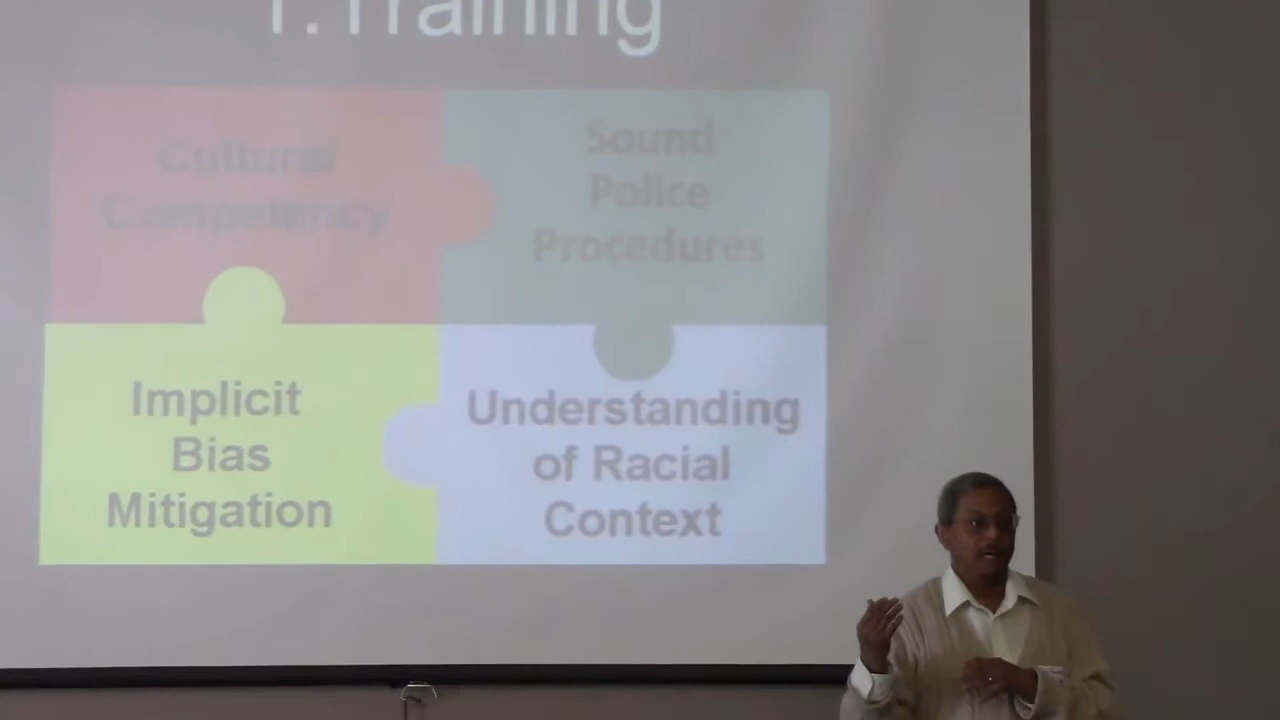 1.Training
Cultural
Competency
Sound
Police
Procedures
Implicit
Bias
Mitigation
Understanding
of Racial
Context